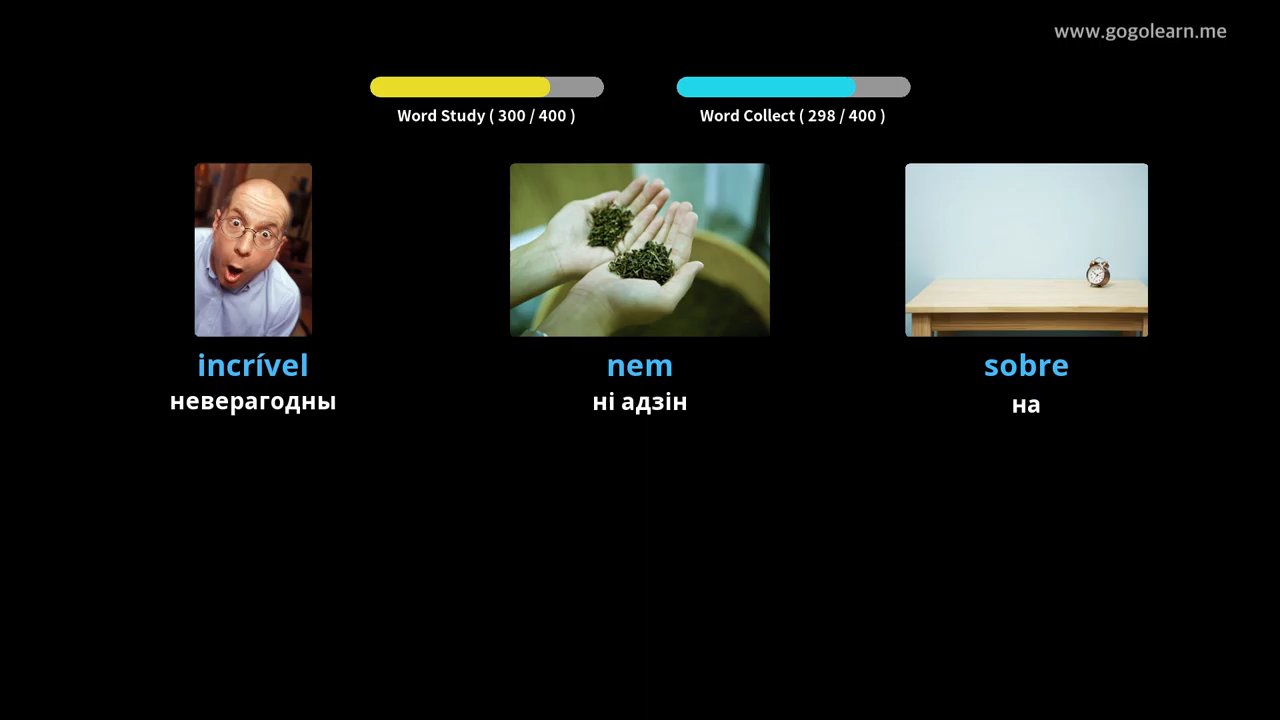 www.gogolearn.me
Word Study ( 300 / 400 )
Word Collect ( 298 / 400 )
incrível
неверагодны
nem
ні адзін
sobre
на